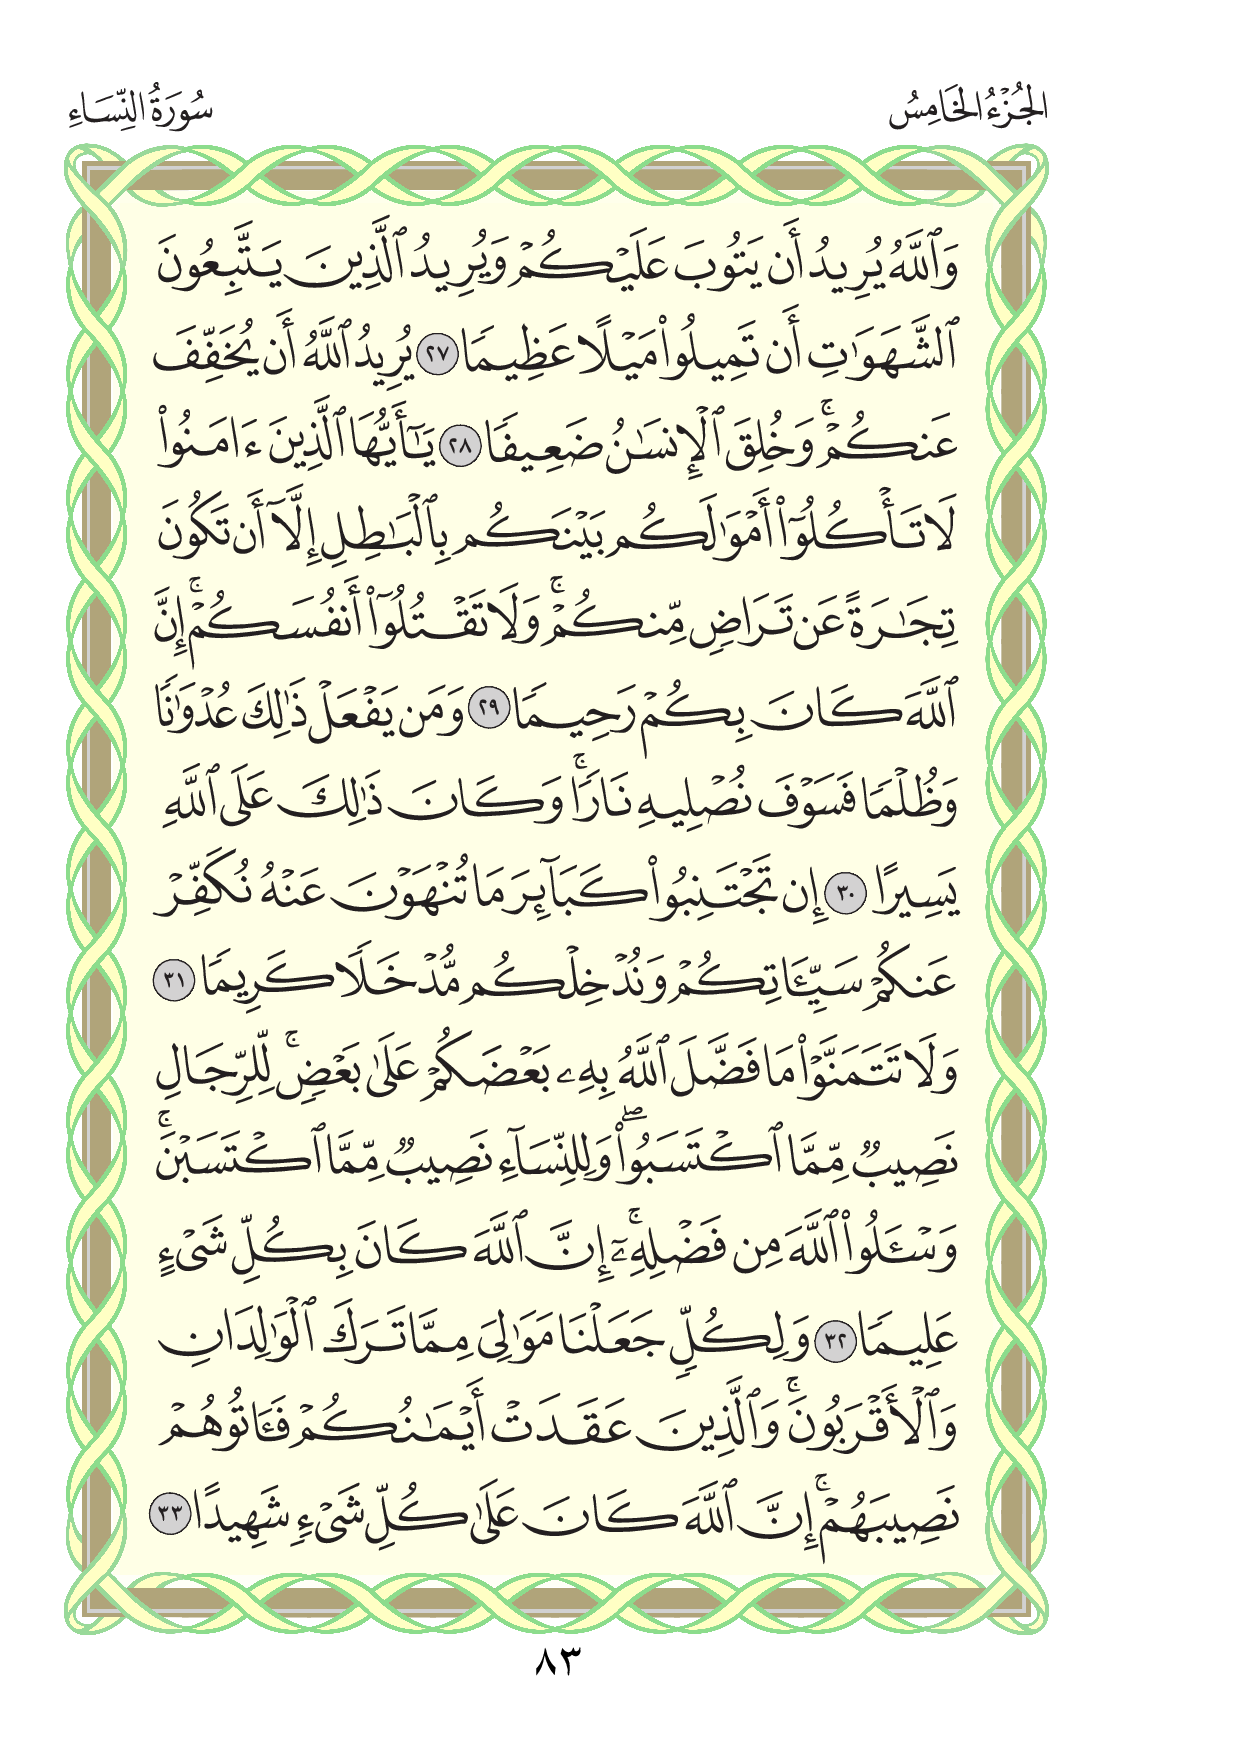 الجُزْءُ الخَامِسُ
سُورَةُ النِّسَاءِ
وَٱللَّهُ يُرِيدُ أَن يَتُوبَ عَلَيۡكُمۡ وَيُرِيدُ ٱلَّذِينَ يَتَّبِعُونَ
ٱلشَّهَوَٰتِ أَن تَمِيلُواْ مَيۡلًا عَظِيمٗا ٢٧ يُرِيدُ ٱللَّهُ أَن يُخَفِّفَ
عَنكُمۡۚ وَخُلِقَ ٱلۡإِنسَٰنُ ضَعِيفٗا ٢٨ يَٰٓأَيُّهَا ٱلَّذِينَ ءَامَنُواْ
لَا تَأۡكُلُوٓاْ أَمۡوَٰلَكُم بَيۡنَكُم بِٱلۡبَٰطِلِ إِلَّآ أَن تَكُونَ
تِجَٰرَةً عَن تَرَاضٖ مِّنكُمۡۚ وَلَا تَقۡتُلُوٓاْ أَنفُسَكُمۡۚ إِنَّ
ٱللَّهَ كَانَ بِكُمۡ رَحِيمٗا ٢٩ وَمَن يَفۡعَلۡ ذَٰلِكَ عُدۡوَٰنٗا
وَظُلۡمٗا فَسَوۡفَ نُصۡلِيهِ نَارٗاۚ وَكَانَ ذَٰلِكَ عَلَى ٱللَّهِ
يَسِيرًا ٣٠ إِن تَجۡتَنِبُواْ كَبَآئِرَ مَا تُنۡهَوۡنَ عَنۡهُ نُكَفِّرۡ
عَنكُمۡ سَيِّـَٔاتِكُمۡ وَنُدۡخِلۡكُم مُّدۡخَلٗا كَرِيمٗا ٣١
وَلَا تَتَمَنَّوۡاْ مَا فَضَّلَ ٱللَّهُ بِهِۦ بَعۡضَكُمۡ عَلَىٰ بَعۡضٖۚ لِّلرِّجَالِ
نَصِيبٞ مِّمَّا ٱكۡتَسَبُواْۖ وَلِلنِّسَآءِ نَصِيبٞ مِّمَّا ٱكۡتَسَبۡنَۚ
وَسۡـَٔلُواْ ٱللَّهَ مِن فَضۡلِهِۦٓۚ إِنَّ ٱللَّهَ كَانَ بِكُلِّ شَيۡءٍ
عَلِيمٗا ٣٢ وَلِكُلّٖ جَعَلۡنَا مَوَٰلِيَ مِمَّا تَرَكَ ٱلۡوَٰلِدَانِ
وَٱلۡأَقۡرَبُونَۚ وَٱلَّذِينَ عَقَدَتۡ أَيۡمَٰنُكُمۡ فَـَٔاتُوهُمۡ
نَصِيبَهُمۡۚ إِنَّ ٱللَّهَ كَانَ عَلَىٰ كُلِّ شَيۡءٖ شَهِيدًا ٣٣
٨٣